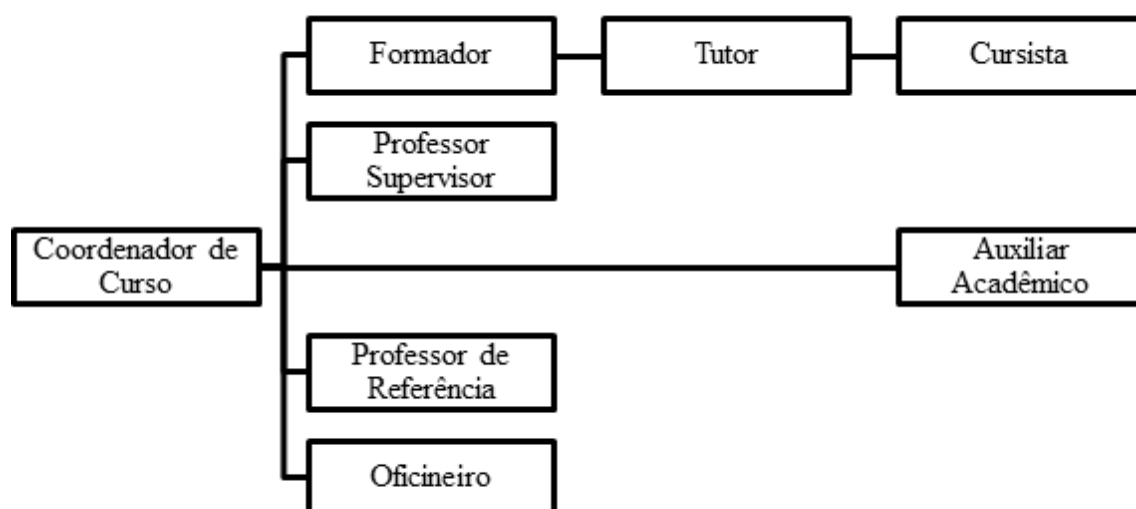 Formador
Tutor
Cursista
Professor
Supervisor
Coordenador de
Curso
Auxiliar
Acadêmico
Professor de
Referência
Oficineiro